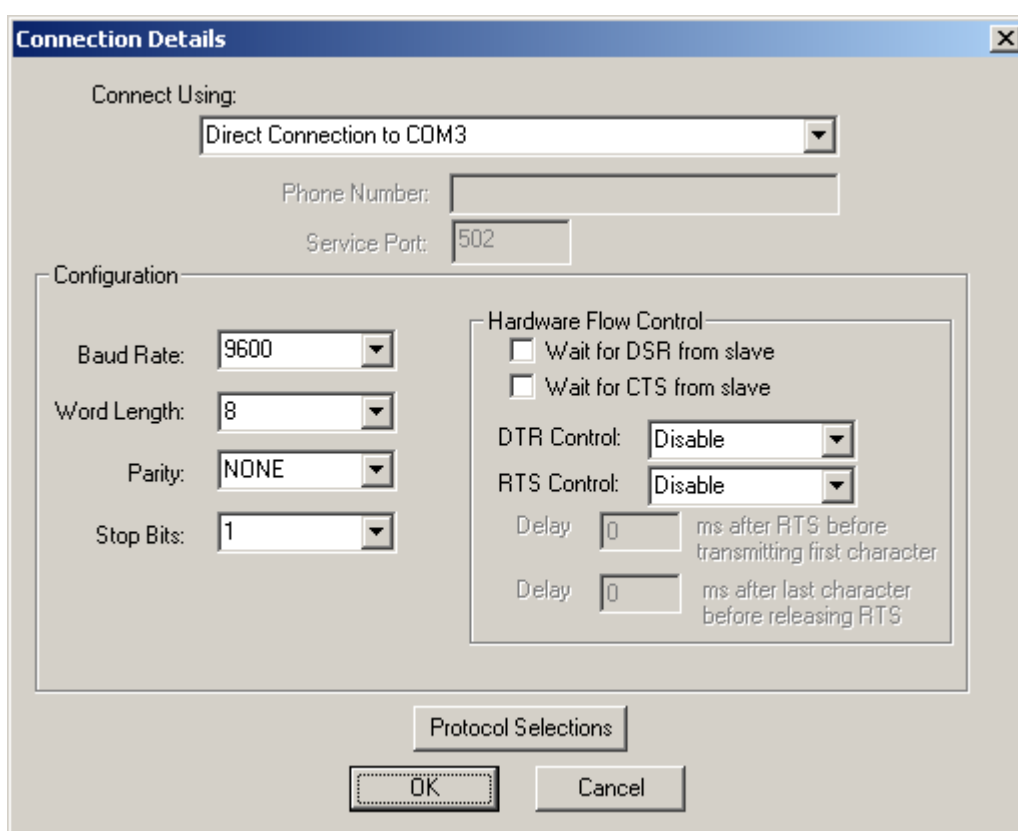 Connection Details
Connect Using:
Direct Connection to COM3
Phone Number:
Service Port: 502
Configuration
Baud Rate: 9600
Word Length: 8
Parity: NONE
Stop Bits: 1
Hardware Flow Control
Wait for DSR from slave
Wait for CTS from slave
DTR Control: Disable
RTS Control: Disable
Delay 0 ms after RTS before
transmitting first character
Delay 0 ms after last character
before releasing RTS
Protocol Selections
OK Cancel